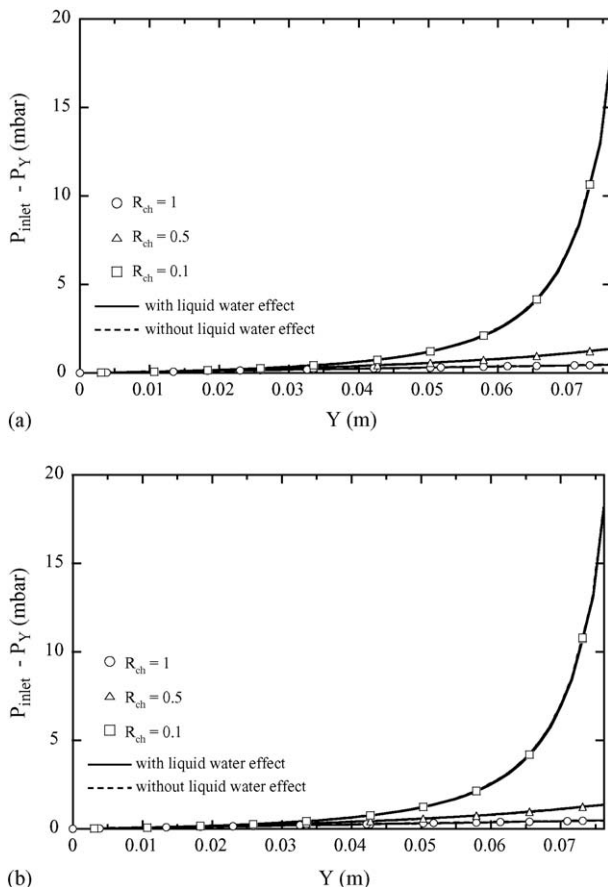 20
15
10
5
0
P_inlet - P_Y (mbar)
R_ch = 1
R_ch = 0.5
R_ch = 0.1
with liquid water effect
without liquid water effect
0 0.01 0.02 0.03 0.04 0.05 0.06 0.07
(a) Y (m)
20
15
10
5
0
P_inlet - P_Y (mbar)
R_ch = 1
R_ch = 0.5
R_ch = 0.1
with liquid water effect
without liquid water effect
0 0.01 0.02 0.03 0.04 0.05 0.06 0.07
(b) Y (m)